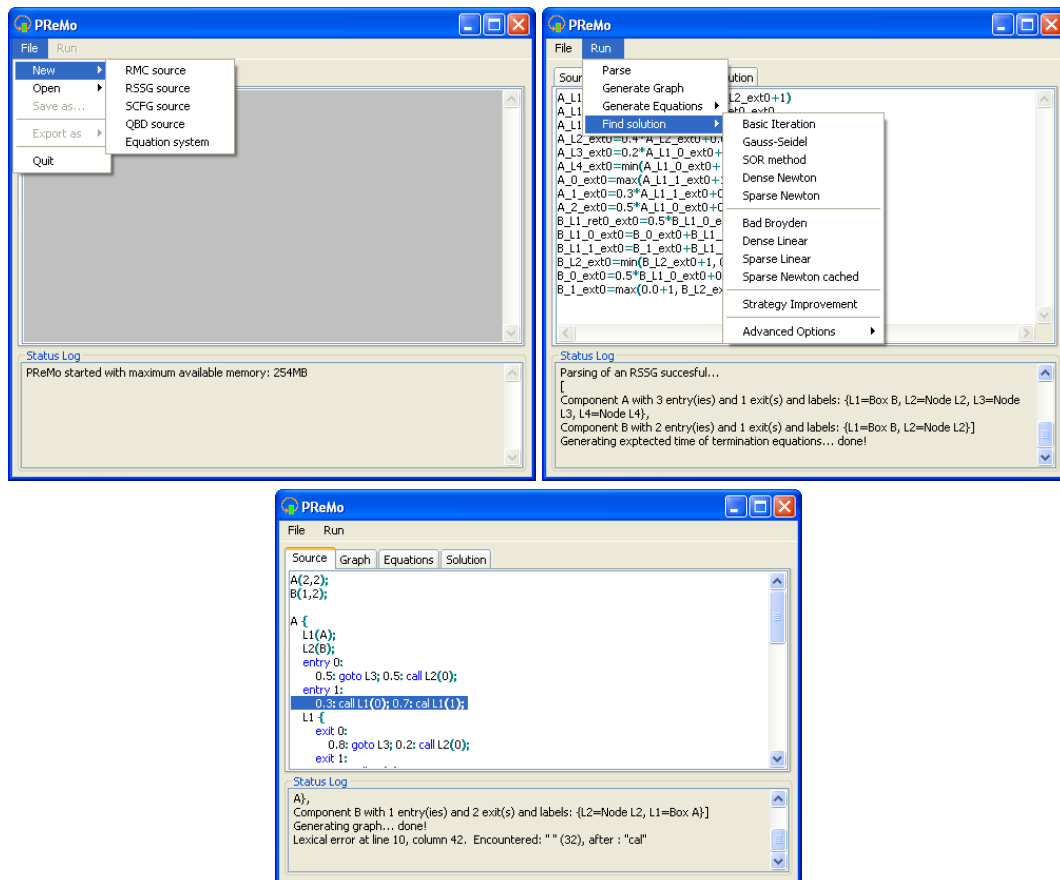 PReMo
File Run
New
RMC source
Open
RSSG source
Save as...
SCFG source
QBD source
Export as
Equation system
Quit
Status Log
PReMo started with maximum available memory: 254MB
PReMo
File Run
Parse
Generate Graph
Generate Equations
Find solution
Basic Iteration
Gauss-Seidel
SOR method
Dense Newton
Sparse Newton
Bad Broyden
Dense Linear
Sparse Linear
Sparse Newton cached
Strategy Improvement
Advanced Options
A_L1 L2_ext0+1)
A_L1
A_L1
A_L3_ext0=0.2*A_L1_0_ext0+
A_L4_ext0=min(A_L1_0_ext0+
A_0_ext0=max(A_L1_1_ext0+
A_1_ext0=0.3*A_L1_1_ext0+0
A_2_ext0=0.5*A_L1_0_ext0+0
B_L1_ret0_ext0=0.5*B_L1_0_e
B_L1_0_ext0=B_0_ext0+B_L1_
B_L1_1_ext0=B_1_ext0+B_L1_
B_L2_ext0=min(B_L2_ext0+1, 0
B_0_ext0=0.5*B_L1_0_ext0+0
B_1_ext0=max(0.0+1, B_L2_ex
Status Log
Parsing of an RSSG succesful...
[
Component A with 3 entry(ies) and 1 exit(s) and labels: {L1=Box B, L2=Node L2, L3=Node
L3, L4=Node L4},
Component B with 2 entry(ies) and 1 exit(s) and labels: {L1=Box B, L2=Node L2}]
Generating exptected time of termination equations... done!
PReMo
File Run
Source Graph Equations Solution
A(2,2);
B(1,2);
A {
L1(A);
L2(B);
entry 0:
0.5: goto L3; 0.5: call L2(0);
entry 1:
0.3: call L1(0); 0.7: cal L1(1);
L1 {
exit 0:
0.8: goto L3; 0.2: call L2(0);
exit 1:
Status Log
A},
Component B with 1 entry(ies) and 2 exit(s) and labels: {L2=Node L2, L1=Box A}]
Generating graph... done!
Lexical error at line 10, column 42. Encountered: " " (32), after : "cal"